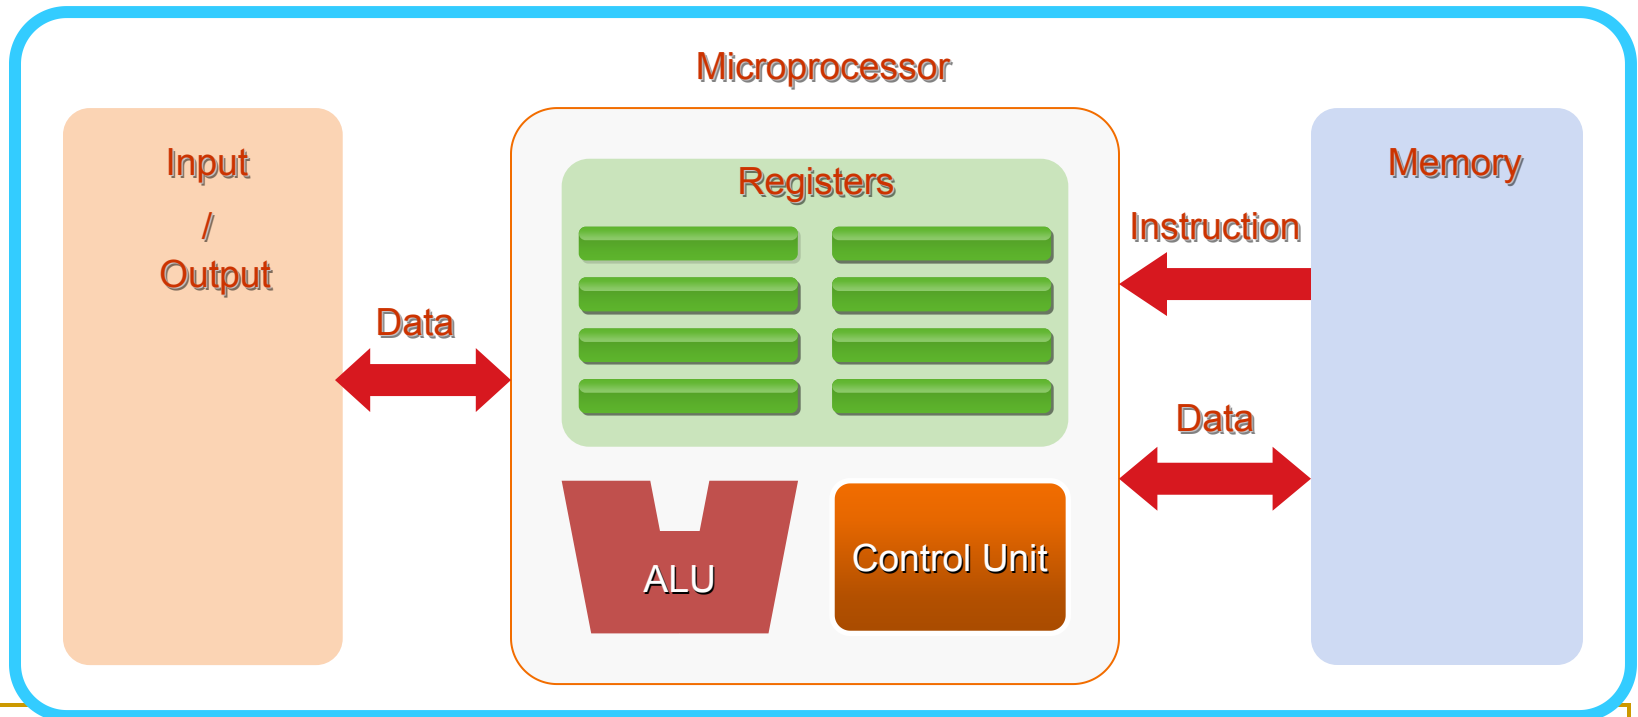 Microprocessor
Input
/
Output
Data
Registers
ALU
Control Unit
Instruction
Data
Memory